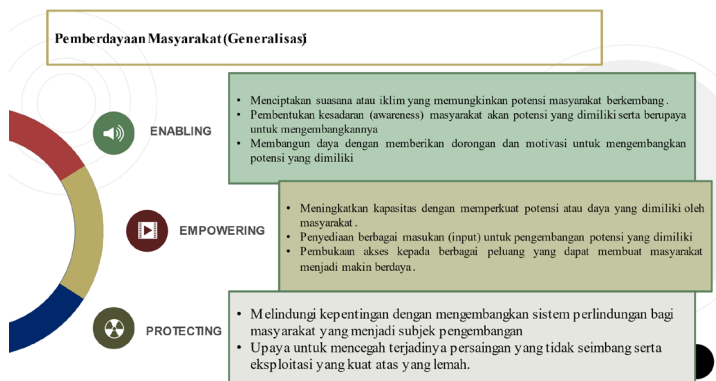 Pemberdayaan Masyarakat (Generalisasi)
ENABLING
• Menciptakan suasana atau iklim yang memungkinkan potensi masyarakat berkembang.
• Pembentukan kesadaran (awareness) masyarakat akan potensi yang dimiliki serta berupaya
untuk mengembangkannya
• Membangun daya dengan memberikan dorongan dan motivasi untuk mengembangkan
potensi yang dimiliki
EMPOWERING
• Meningkatkan kapasitas dengan memperkuat potensi atau daya yang dimiliki oleh
masyarakat.
• Penyediaan berbagai masukan (input) untuk pengembangan potensi yang dimiliki
• Pembukaan akses kepada berbagai peluang yang dapat membuat masyarakat
menjadi makin berdaya.
PROTECTING
• Melindungi kepentingan dengan mengembangkan sistem perlindungan bagi
masyarakat yang menjadi subjek pengembangan
• Upaya untuk mencegah terjadinya persaingan yang tidak seimbang serta
eksploitasi yang kuat atas yang lemah.